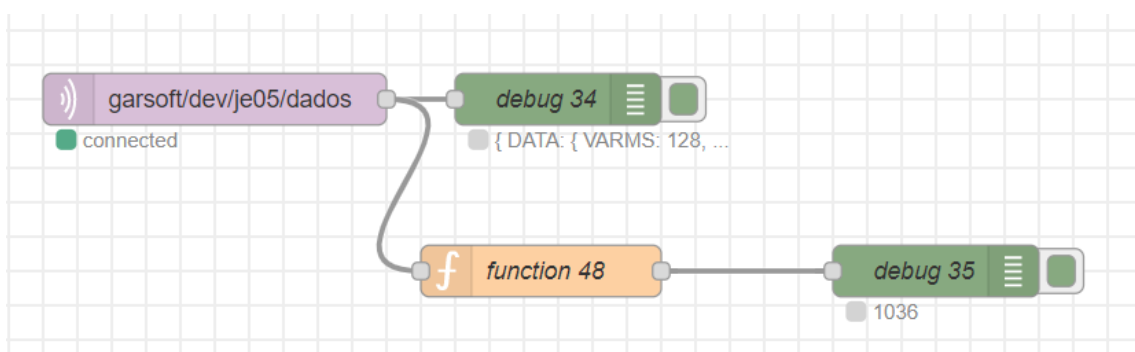 garsoft/dev/je05/dados
debug 34
connected
{ DATA: { VARMS: 128, ...
function 48
debug 35
1036